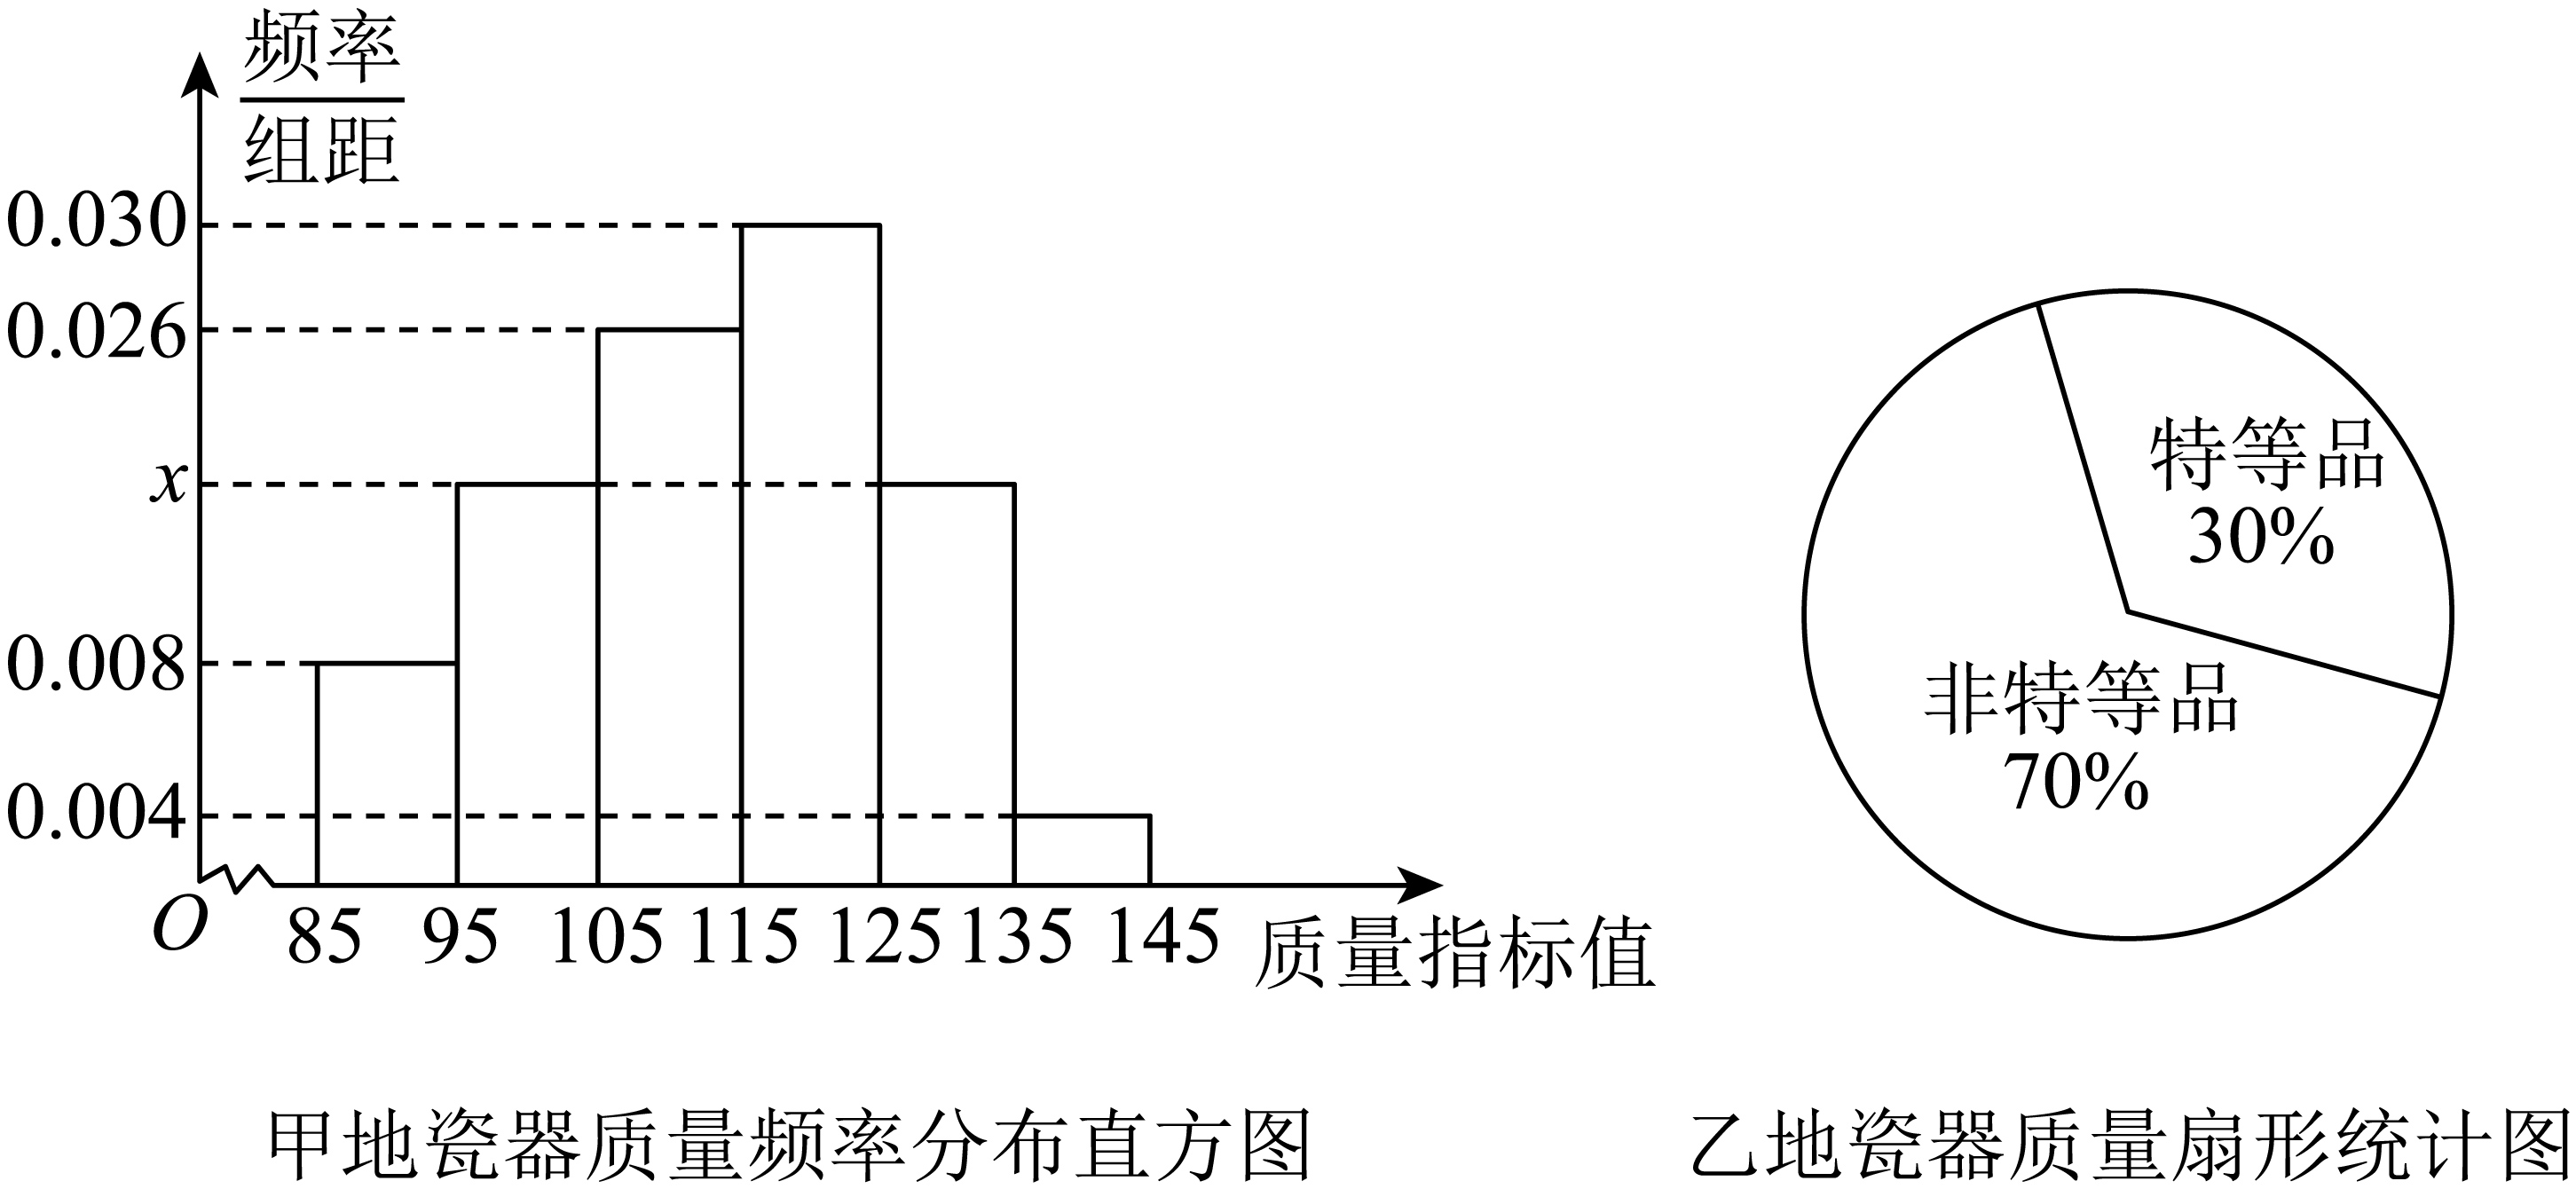 频率
组距
0.030
0.026
x
0.008
0.004
O
85 95 105 115 125 135 145 质量指标值
甲地瓷器质量频率分布直方图
特等品
30%
非特等品
70%
乙地瓷器质量扇形统计图